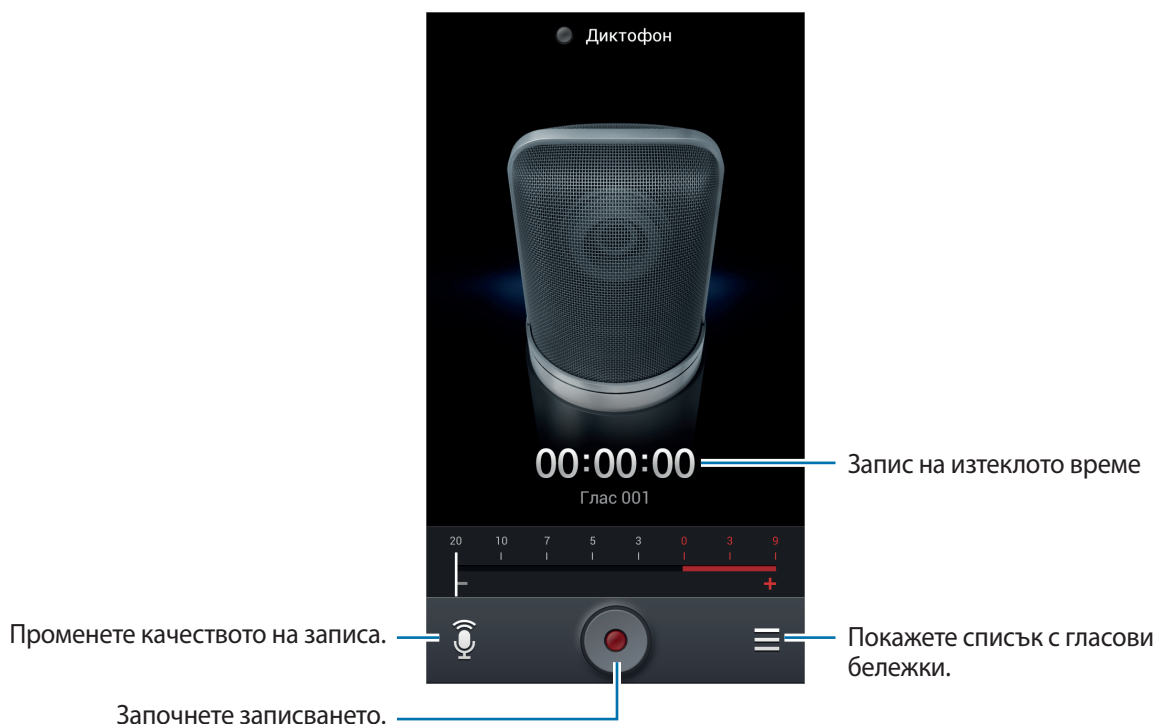 Диктофон
00:00:00
Запис на изтеклото време
Глас 001
20 10 7 5 3 0 3 9
− +
Променете качеството на записа.
Покажете списък с гласови
бележки.
Започнете записването.